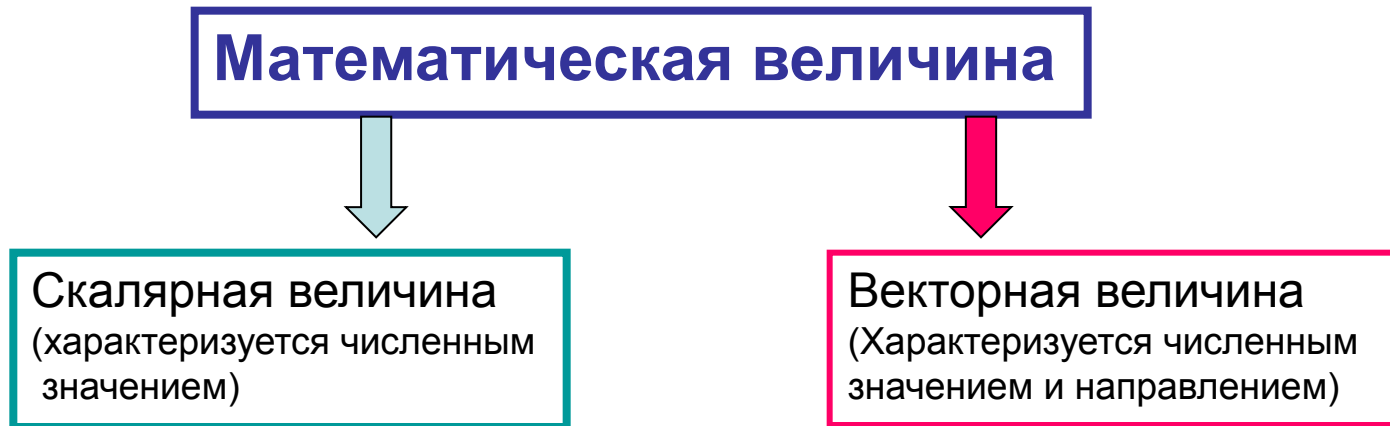 Математическая величина
Скалярная величина
(характеризуется численным
значением)
Векторная величина
(Характеризуется численным
значением и направлением)